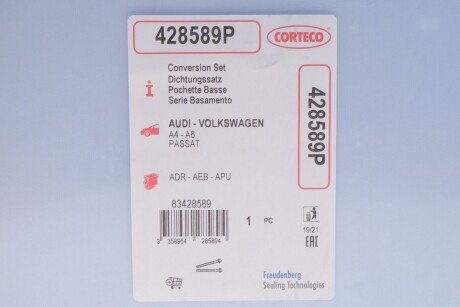 428589P
CORTECO
Conversion Set
Dichtungssatz
Pochette Basse
Serie Basamento
i
AUDI - VOLKSWAGEN
A4 - A6
PASSAT
428589P
ADR - AEB - APU
83428589
1 PC
19/21
EAC
3 358964 285894
Freudenberg
Sealing Technologies